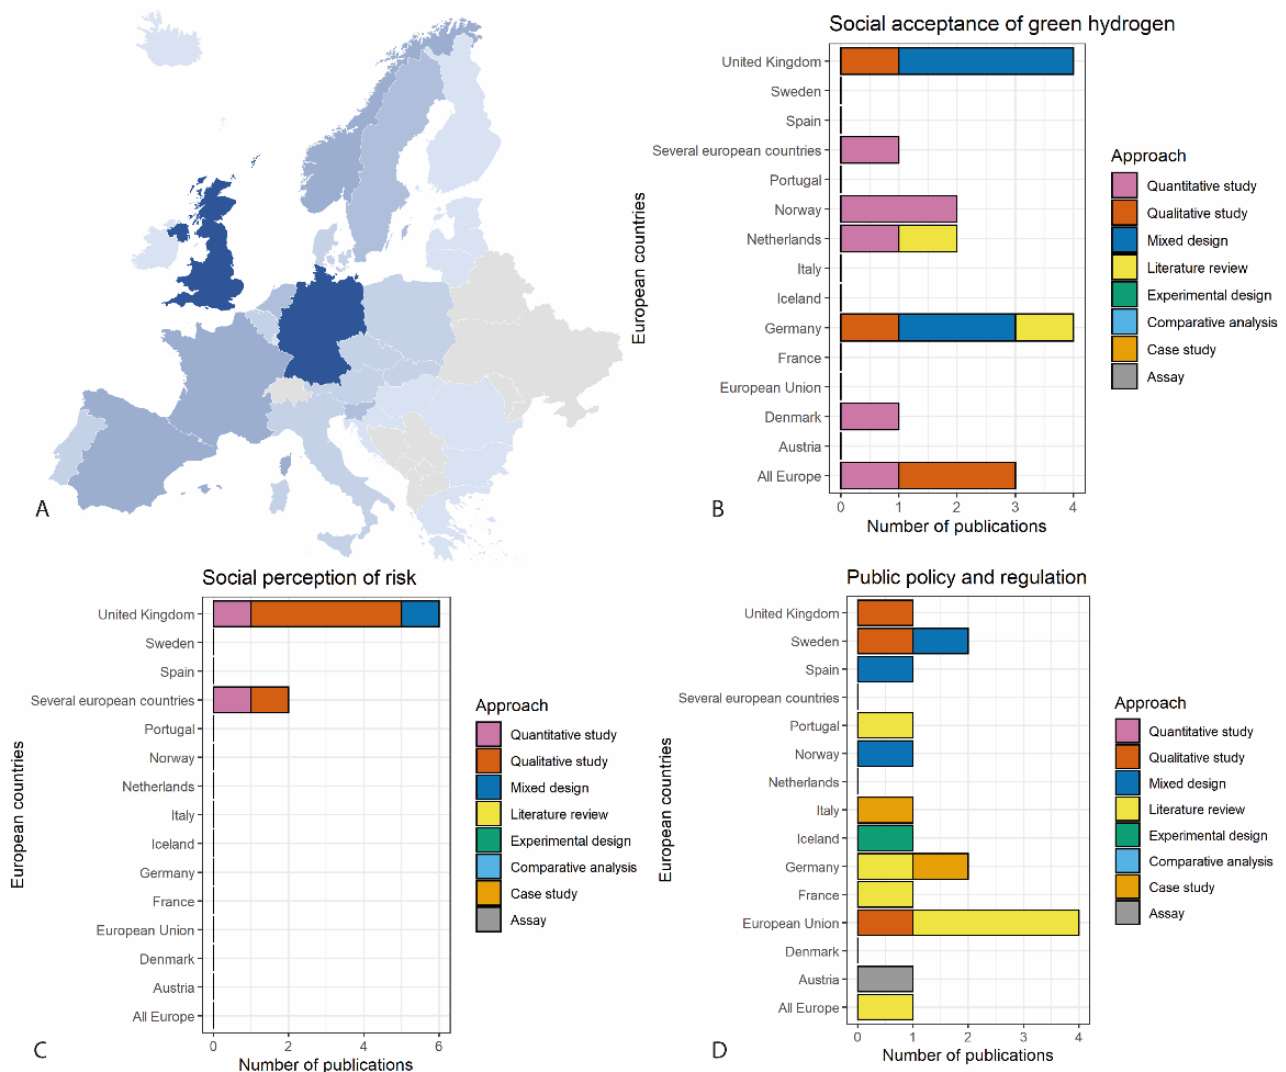 A
Social acceptance of green hydrogen
European countries
United Kingdom
Sweden
Spain
Several european countries
Portugal
Norway
Netherlands
Italy
Iceland
Germany
France
European Union
Denmark
Austria
All Europe
0 1 2 3 4
Number of publications
Approach
Quantitative study
Qualitative study
Mixed design
Literature review
Experimental design
Comparative analysis
Case study
Assay
B
Social perception of risk
European countries
United Kingdom
Sweden
Spain
Several european countries
Portugal
Norway
Netherlands
Italy
Iceland
Germany
France
European Union
Denmark
Austria
All Europe
0 2 4 6
Number of publications
Approach
Quantitative study
Qualitative study
Mixed design
Literature review
Experimental design
Comparative analysis
Case study
Assay
C
Public policy and regulation
European countries
United Kingdom
Sweden
Spain
Several european countries
Portugal
Norway
Netherlands
Italy
Iceland
Germany
France
European Union
Denmark
Austria
All Europe
0 1 2 3 4
Number of publications
Approach
Quantitative study
Qualitative study
Mixed design
Literature review
Experimental design
Comparative analysis
Case study
Assay
D